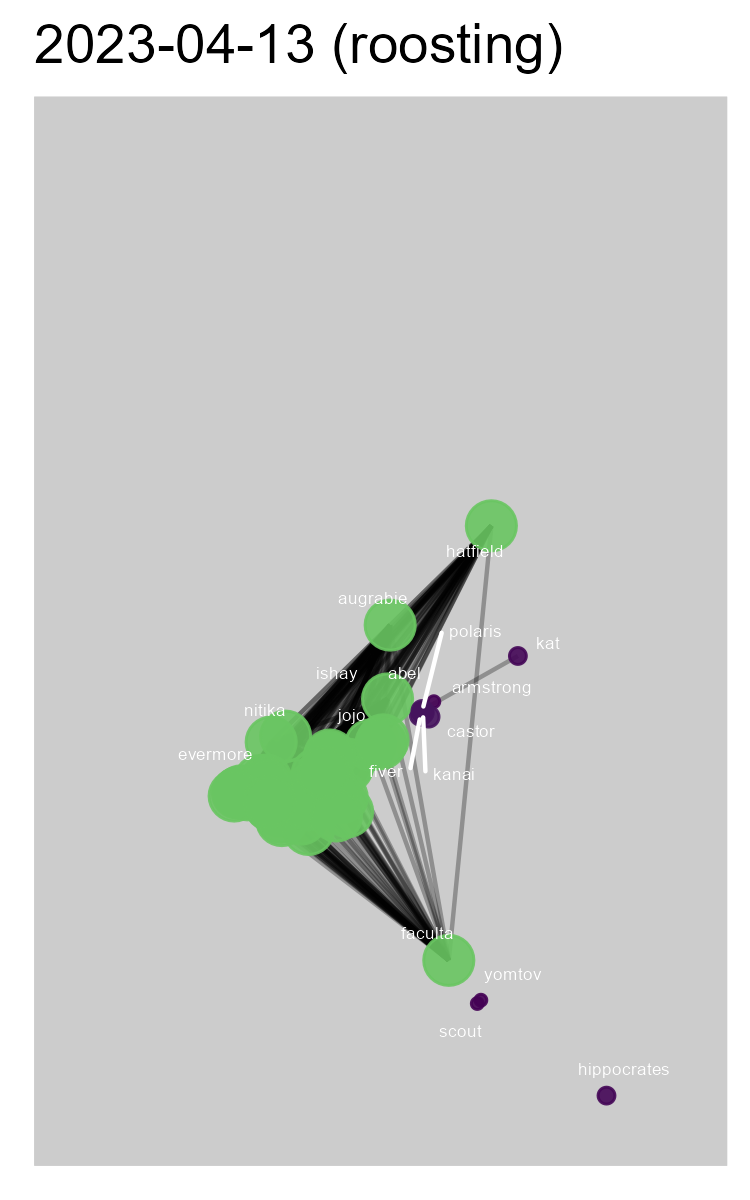 2023-04-13 (roosting)
hatfield
augrabie
polaris
kat
ishay
abel
armstrong
nitika
jojo
castor
evermore
fiver
kanai
faculta
yomtov
scout
hippocrates